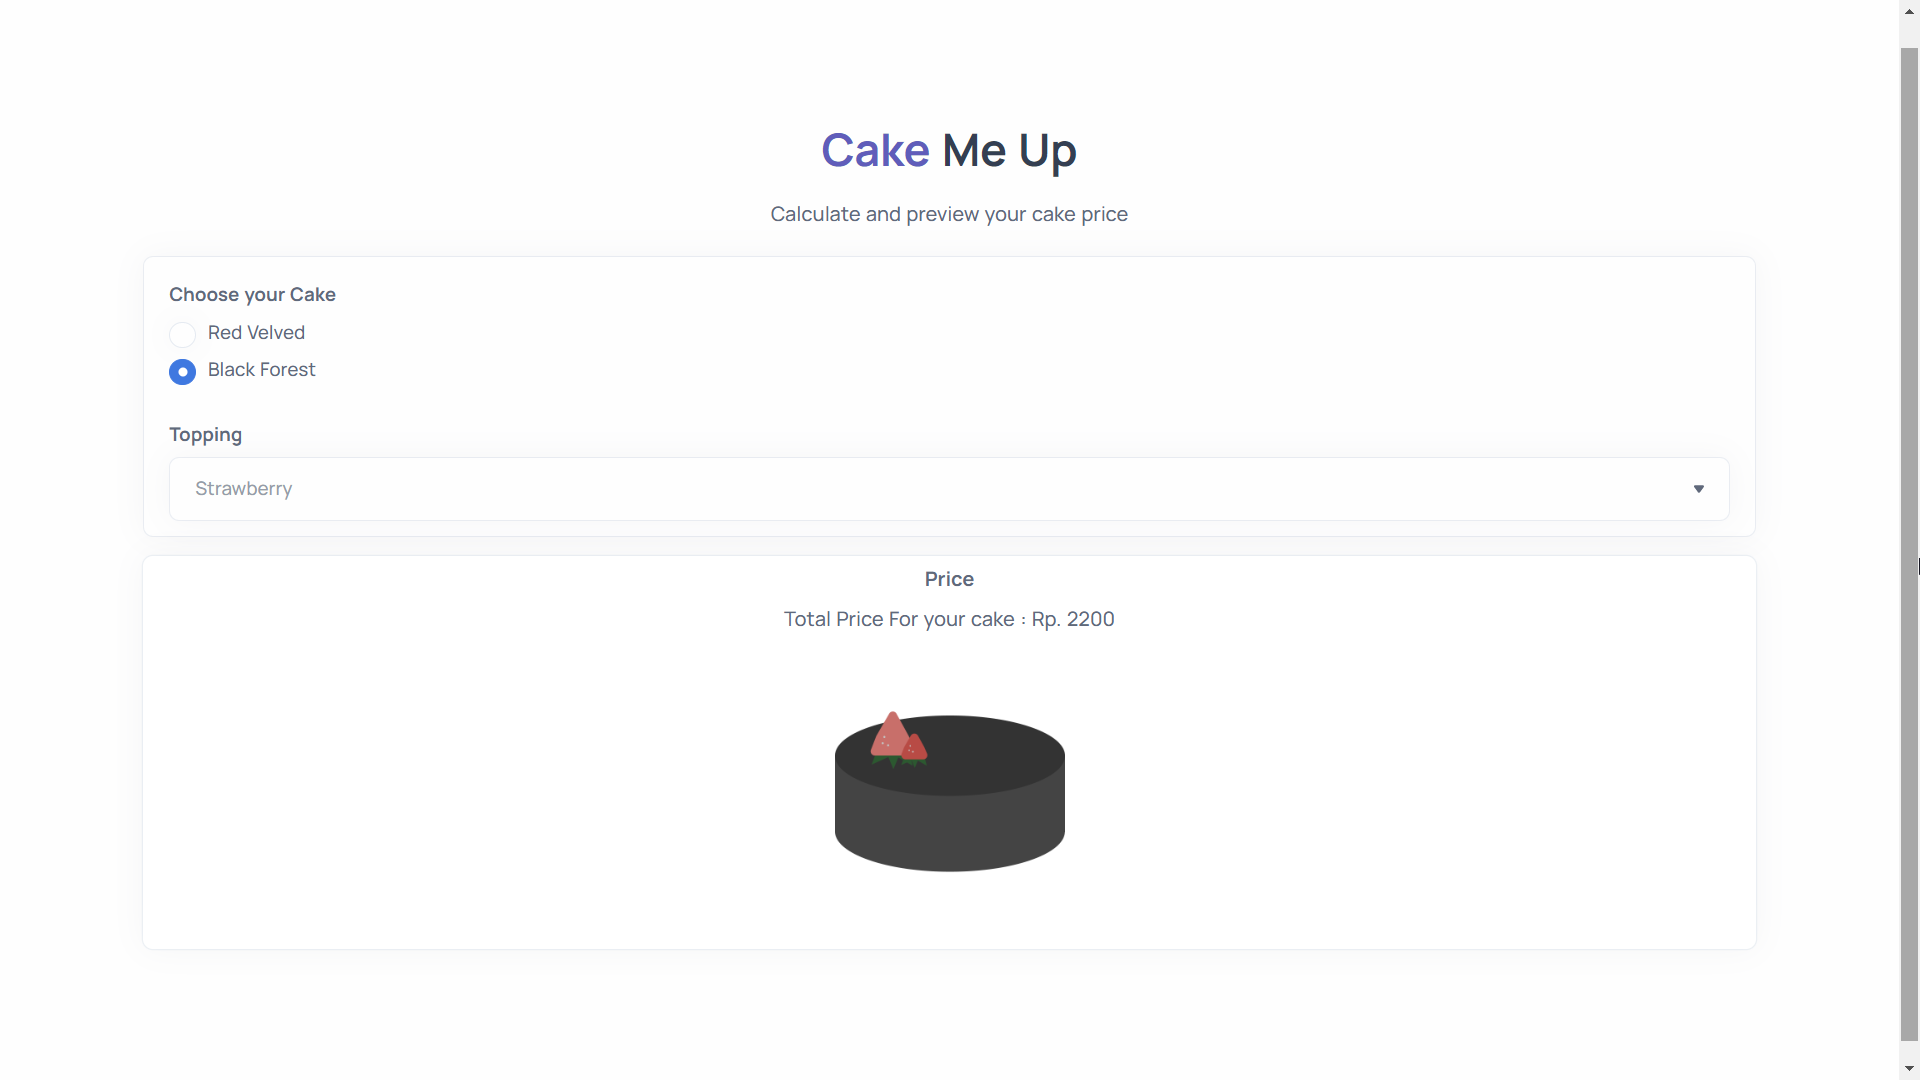 Cake Me Up
Calculate and preview your cake price
Choose your Cake
Red Velved
Black Forest
Topping
Strawberry
Price
Total Price For your cake : Rp. 2200